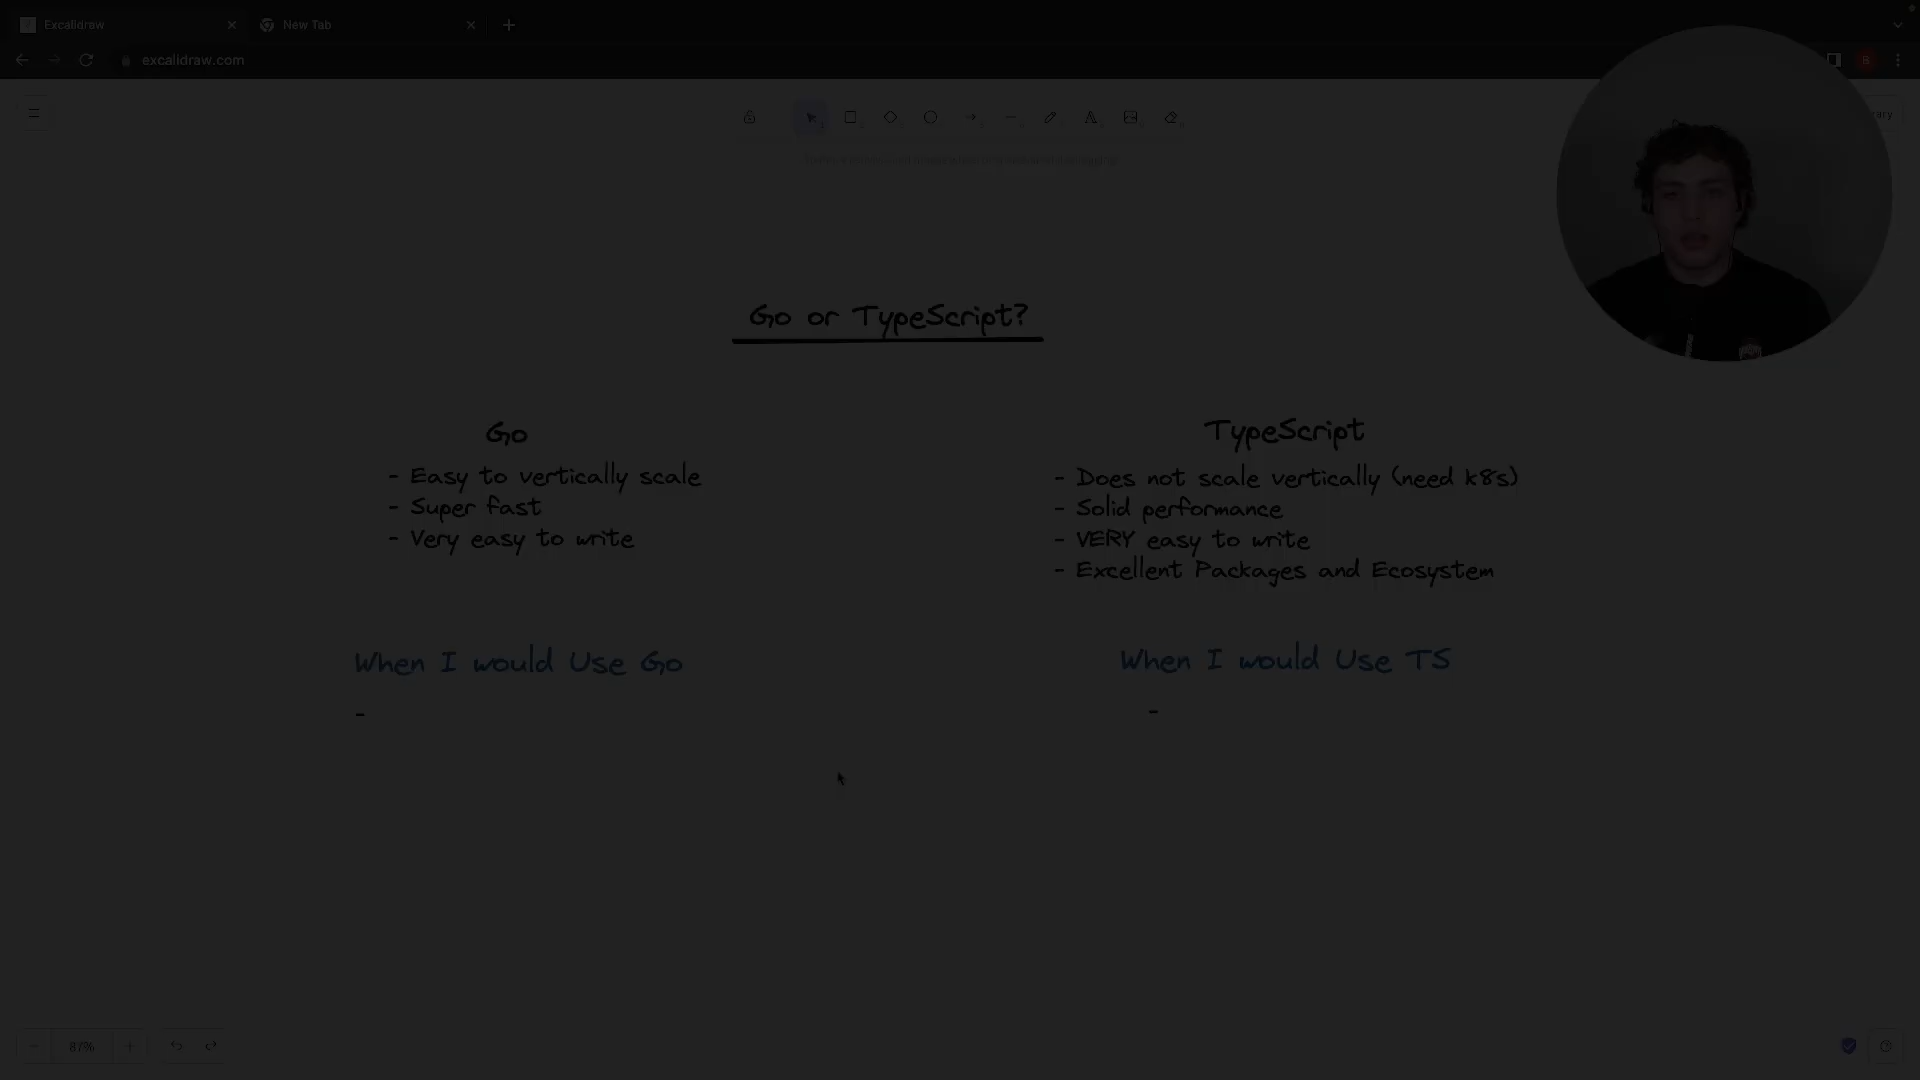 Excalidraw
New Tab
excalidraw.com
B
Go or TypeScript?
Go
- Easy to vertically scale
- Super fast
- Very easy to write
TypeScript
- Does not scale vertically (need k8s)
- Solid performance
- VERY easy to write
- Excellent Packages and Ecosystem
When I would Use Go
-
When I would Use TS
-
87%